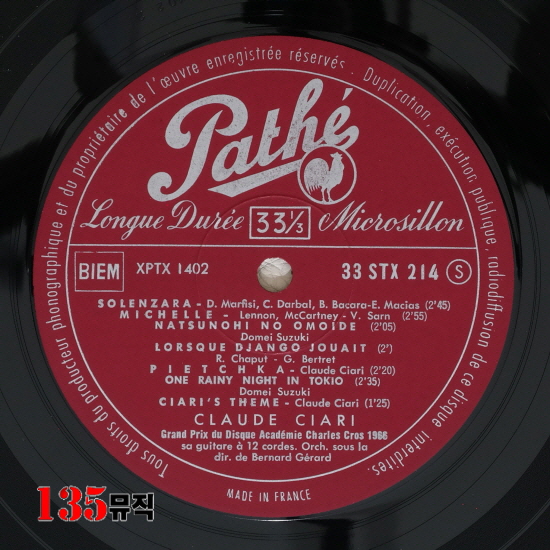 Tous droits du producteur phonographique et du propriétaire de l'œuvre enregistrée réservés. Duplication, exécution publique, radiodiffusion de ce disque interdites.
Pathé
Longue Durée 33⅓ Microsillon
BIEM XPTX 1402 33 STX 214 S
SOLENZARA - D. Marfisi, C. Darbal, B. Bacara-E. Macias (2'45)
MICHELLE - Lennon, McCartney - V. Sarn (2'55)
NATSUNOHI NO OMOIDE (2'05)
Domei Suzuki
LORSQUE DJANGO JOUAIT (2')
R. Chaput - G. Bertret
PIETCHKA - Claude Ciari (2'20)
ONE RAINY NIGHT IN TOKIO (2'35)
Domei Suzuki
CIARI'S THEME - Claude Ciari (1'25)
CLAUDE CIARI
Grand Prix du Disque Académie Charles Cros 1966
sa guitare à 12 cordes. Orch. sous la
dir. de Bernard Gérard
MADE IN FRANCE
135뮤직